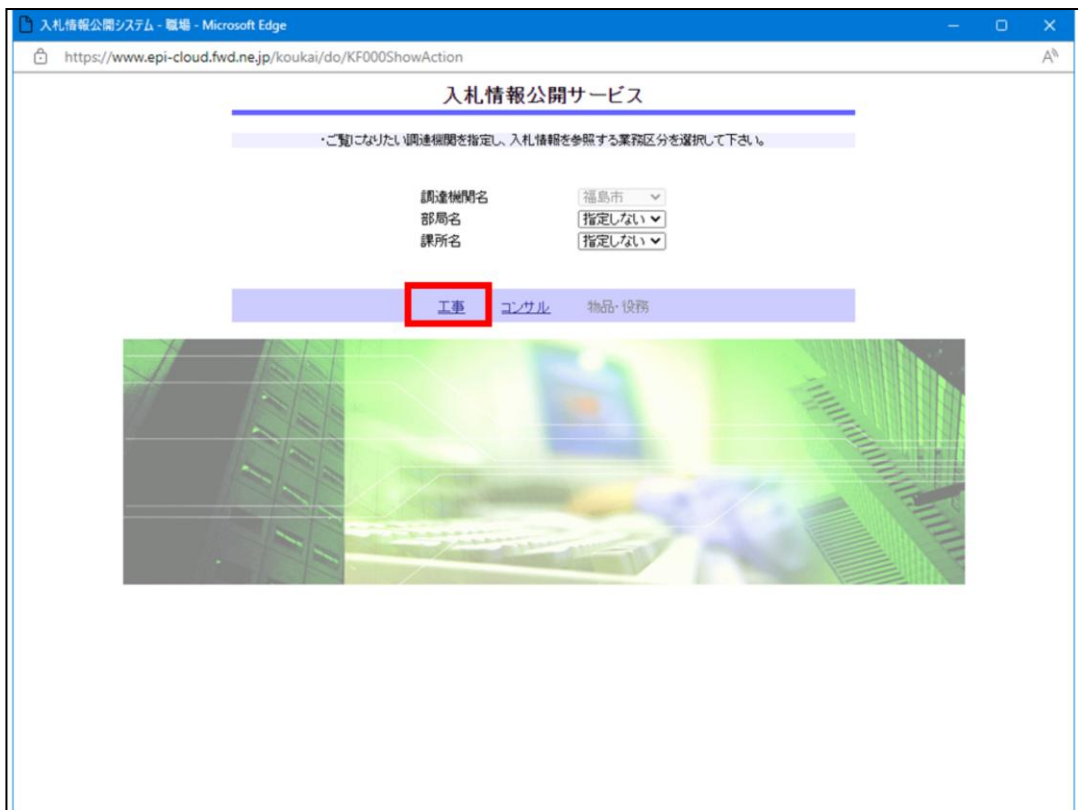 入札情報公開システム - 職場 - Microsoft Edge
https://www.epi-cloud.fwd.ne.jp/koukai/do/KF000ShowAction
入札情報公開サービス
・ご覧になりたい調達機関を指定し、入札情報を参照する業務区分を選択して下さい。
調達機関名 福島市
部局名 指定しない
課所名 指定しない
工事 コンサル 物品・役務